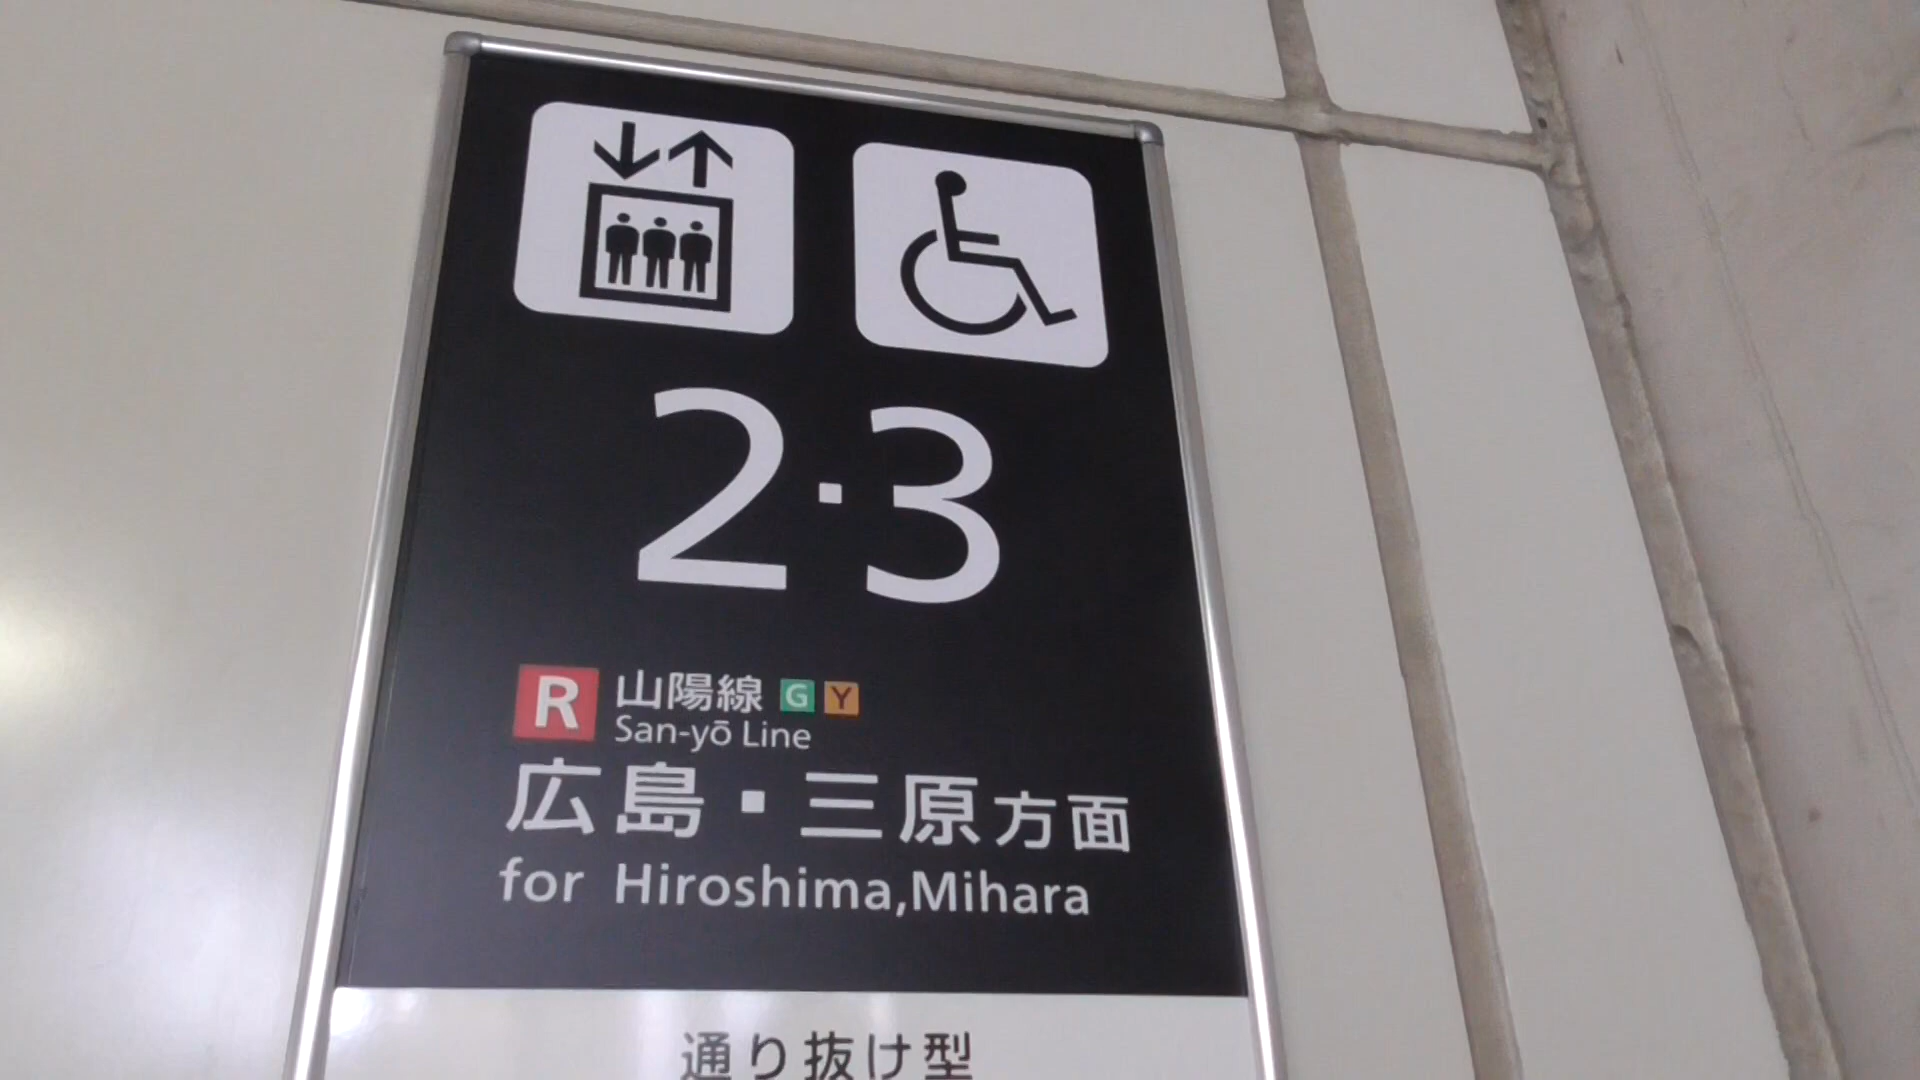 2·3
R 山陽線 G Y
San-yō Line
広島・三原方面
for Hiroshima,Mihara
通り抜け型